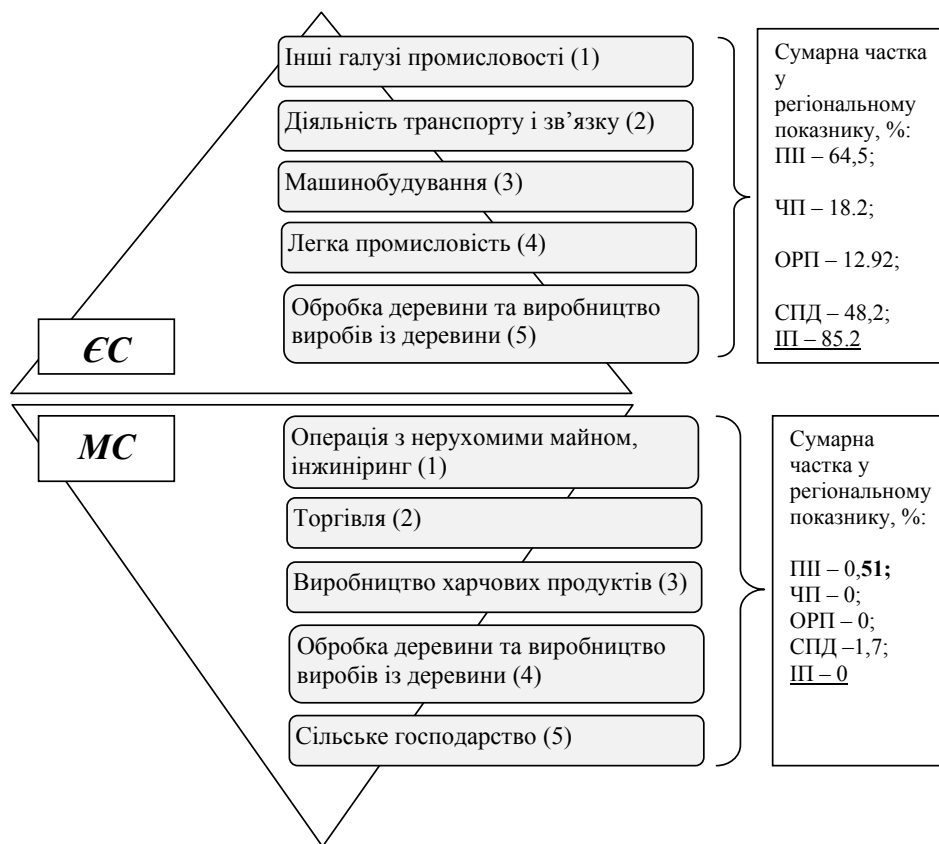 Інші галузі промисловості (1)
Діяльність транспорту і зв’язку (2)
Машинобудування (3)
Легка промисловість (4)
Обробка деревини та виробництво
виробів із деревини (5)
ЄС
Сумарна частка
у
регіональному
показнику, %:
ПІІ – 64,5;
ЧП – 18.2;
ОРП – 12.92;
СПД – 48,2;
ІП – 85.2
МС
Операція з нерухомими майном,
інжиніринг (1)
Торгівля (2)
Виробництво харчових продуктів (3)
Обробка деревини та виробництво
виробів із деревини (4)
Сільське господарство (5)
Сумарна
частка у
регіональному
показнику, %:
ПІІ – 0,51;
ЧП – 0;
ОРП – 0;
СПД –1,7;
ІП – 0